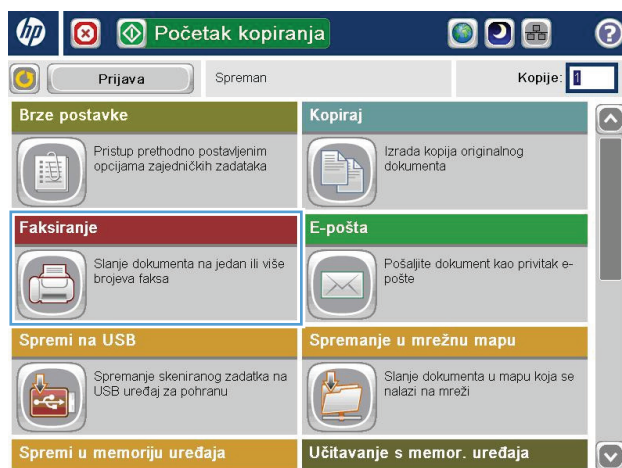 hp
Početak kopiranja
?
Prijava
Spreman
Kopije: 1
Brze postavke
Pristup prethodno postavljenim
opcijama zajedničkih zadataka
Kopiraj
Izrada kopija originalnog
dokumenta
Faksiranje
Slanje dokumenta na jedan ili više
brojeva faksa
E-pošta
Pošaljite dokument kao privitak e-
pošte
Spremi na USB
Spremanje skeniranog zadatka na
USB uređaj za pohranu
Spremanje u mrežnu mapu
Slanje dokumenta u mapu koja se
nalazi na mreži
Spremi u memoriju uređaja
Učitavanje s memor. uređaja